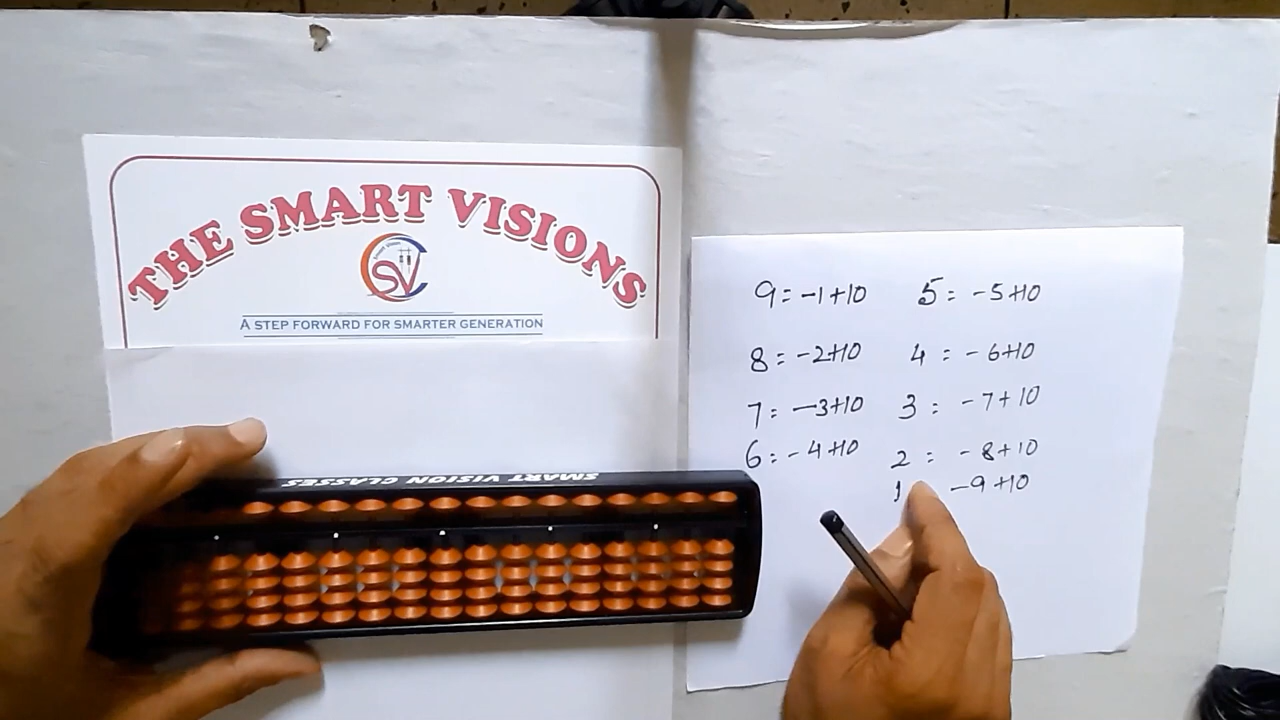 THE SMART VISIONS
SV
A STEP FORWARD FOR SMARTER GENERATION
SMART VISION CLASSES
9 = -1+10 5 = -5+10
8 = -2+10 4 = -6+10
7 = -3+10 3 = -7+10
6 = -4+10 2 = -8+10
1 -9+10